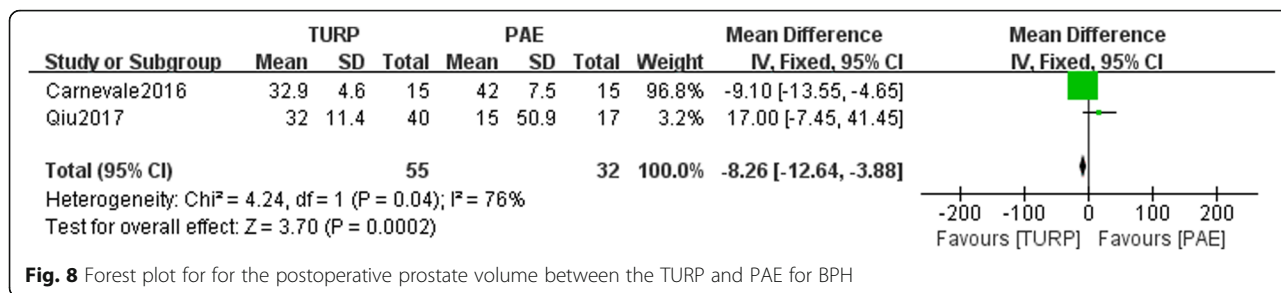 TURP PAE Mean Difference Mean Difference
Study or Subgroup Mean SD Total Mean SD Total Weight IV, Fixed, 95% CI IV, Fixed, 95% CI
Carnevale2016 32.9 4.6 15 42 7.5 15 96.8% -9.10 [-13.55, -4.65]
Qiu2017 32 11.4 40 15 50.9 17 3.2% 17.00 [-7.45, 41.45]
Total (95% CI) 55 32 100.0% -8.26 [-12.64, -3.88]
Heterogeneity: Chi² = 4.24, df = 1 (P = 0.04); I² = 76%
Test for overall effect: Z = 3.70 (P = 0.0002)
-200 -100 0 100 200
Favours [TURP] Favours [PAE]
Fig. 8 Forest plot for for the postoperative prostate volume between the TURP and PAE for BPH